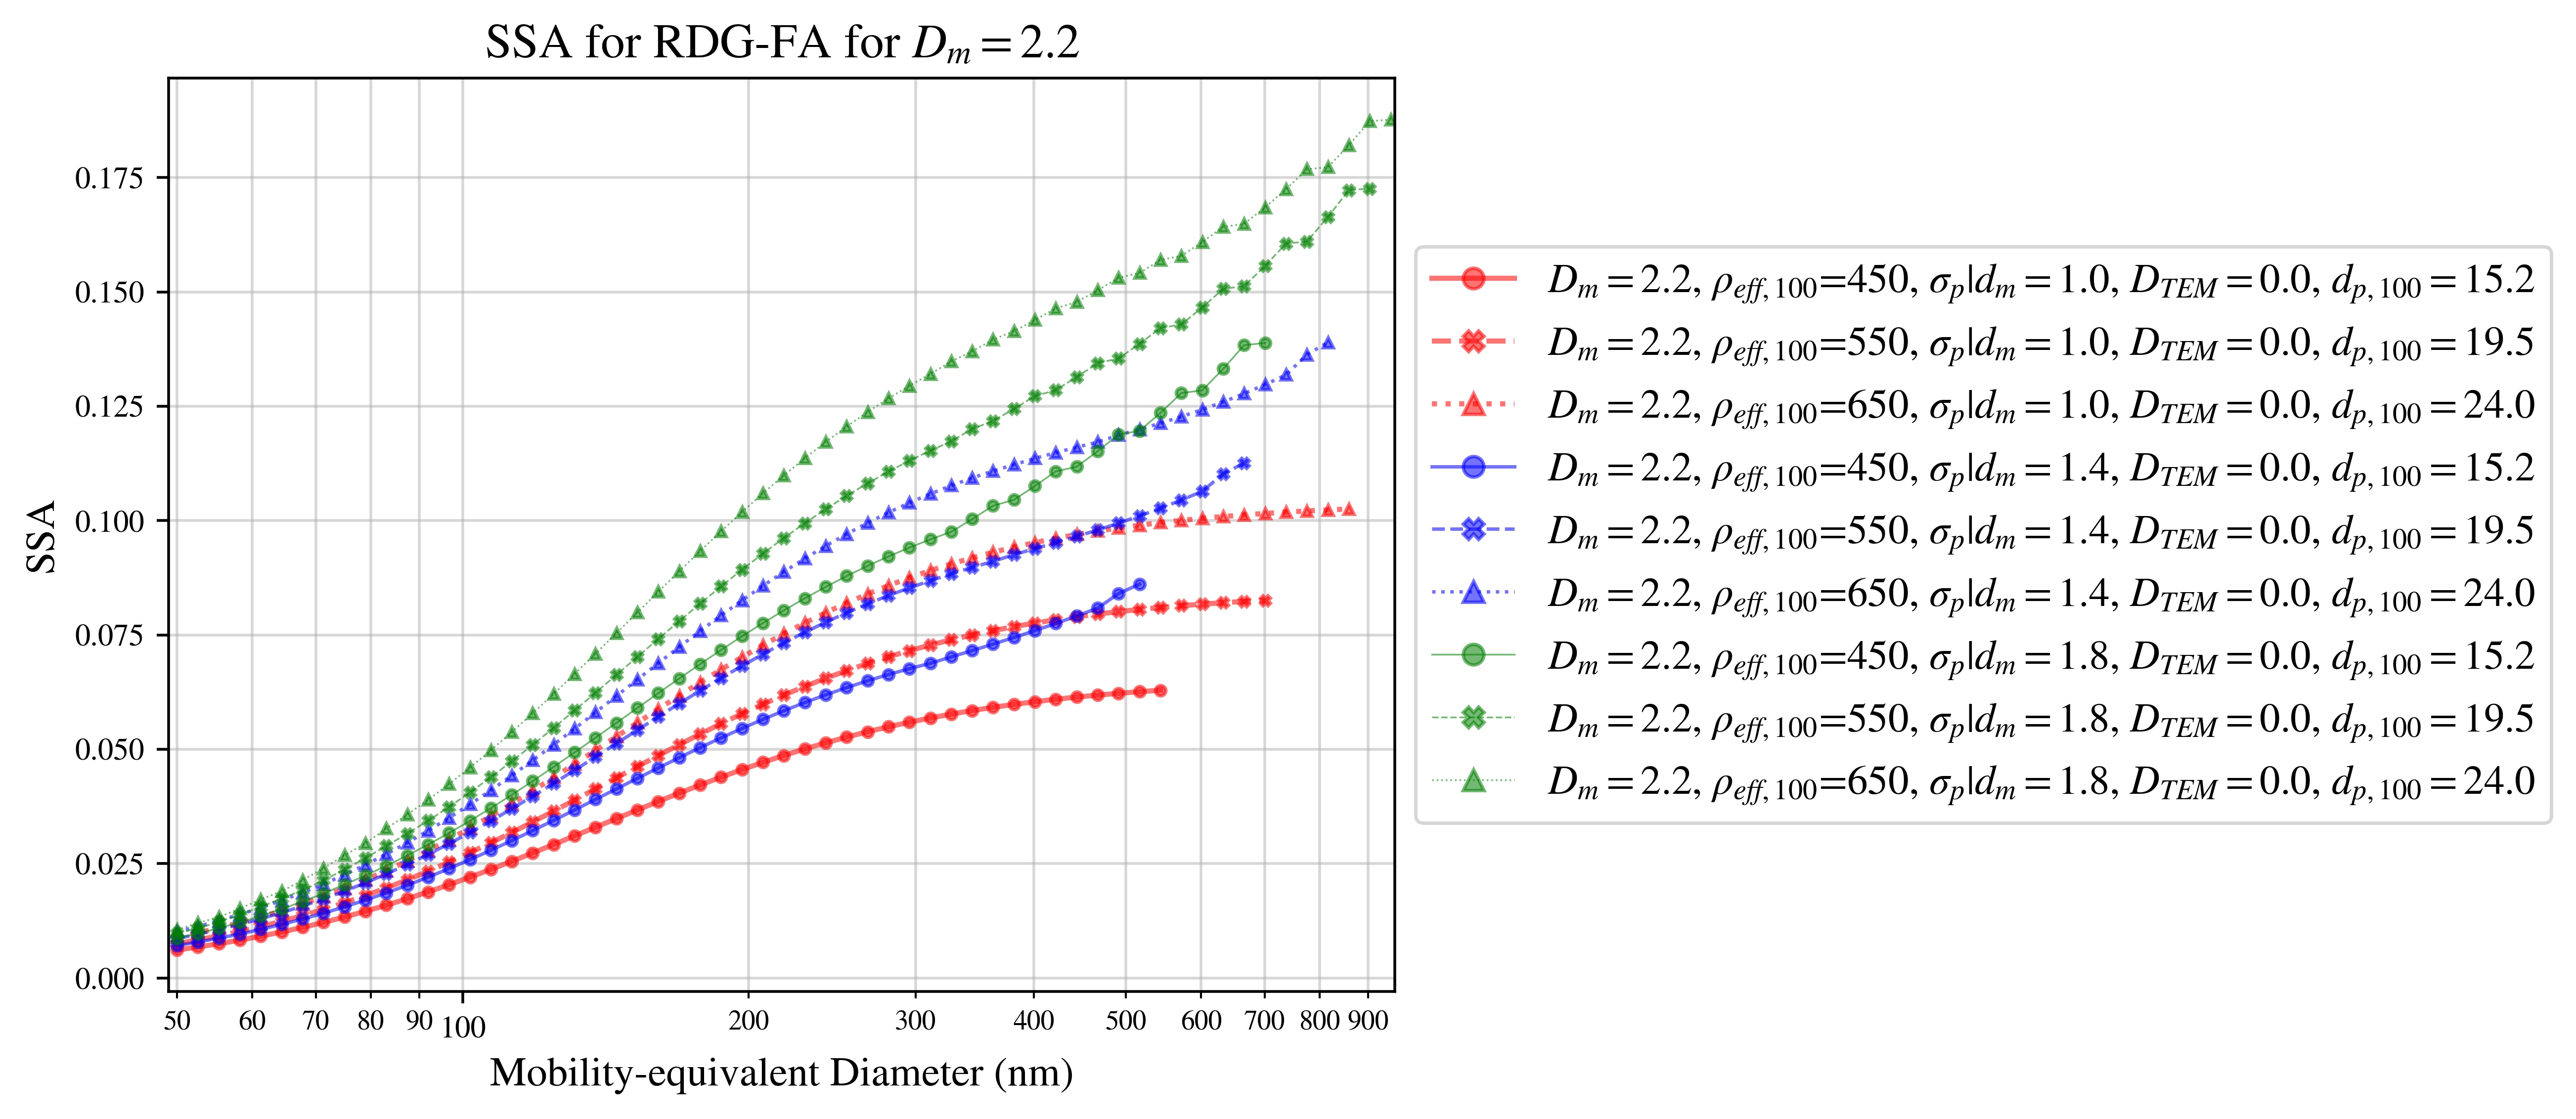 SSA for RDG-FA for D_m = 2.2
SSA
0.175
0.150
0.125
0.100
0.075
0.050
0.025
0.000
50 60 70 80 90 100 200 300 400 500 600 700 800 900
Mobility-equivalent Diameter (nm)
D_m = 2.2, ρ_eff,100=450, σ_p|d_m = 1.0, D_TEM = 0.0, d_p,100 = 15.2
D_m = 2.2, ρ_eff,100=550, σ_p|d_m = 1.0, D_TEM = 0.0, d_p,100 = 19.5
D_m = 2.2, ρ_eff,100=650, σ_p|d_m = 1.0, D_TEM = 0.0, d_p,100 = 24.0
D_m = 2.2, ρ_eff,100=450, σ_p|d_m = 1.4, D_TEM = 0.0, d_p,100 = 15.2
D_m = 2.2, ρ_eff,100=550, σ_p|d_m = 1.4, D_TEM = 0.0, d_p,100 = 19.5
D_m = 2.2, ρ_eff,100=650, σ_p|d_m = 1.4, D_TEM = 0.0, d_p,100 = 24.0
D_m = 2.2, ρ_eff,100=450, σ_p|d_m = 1.8, D_TEM = 0.0, d_p,100 = 15.2
D_m = 2.2, ρ_eff,100=550, σ_p|d_m = 1.8, D_TEM = 0.0, d_p,100 = 19.5
D_m = 2.2, ρ_eff,100=650, σ_p|d_m = 1.8, D_TEM = 0.0, d_p,100 = 24.0